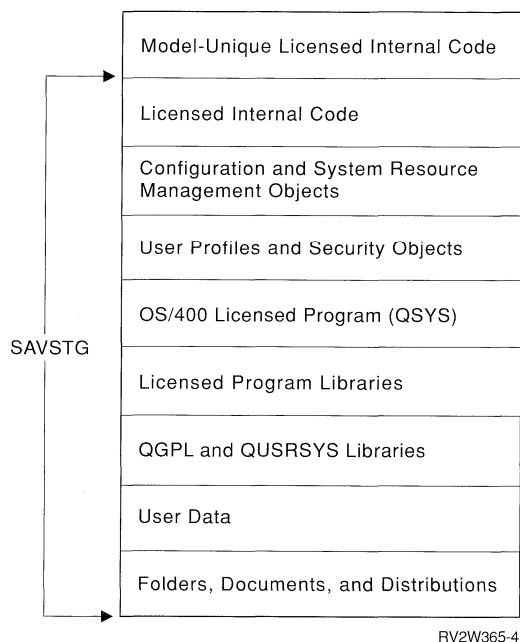 Model-Unique Licensed Internal Code
Licensed Internal Code
Configuration and System Resource
Management Objects
User Profiles and Security Objects
OS/400 Licensed Program (QSYS)
SAVSTG
Licensed Program Libraries
QGPL and QUSRSYS Libraries
User Data
Folders, Documents, and Distributions
RV2W365-4